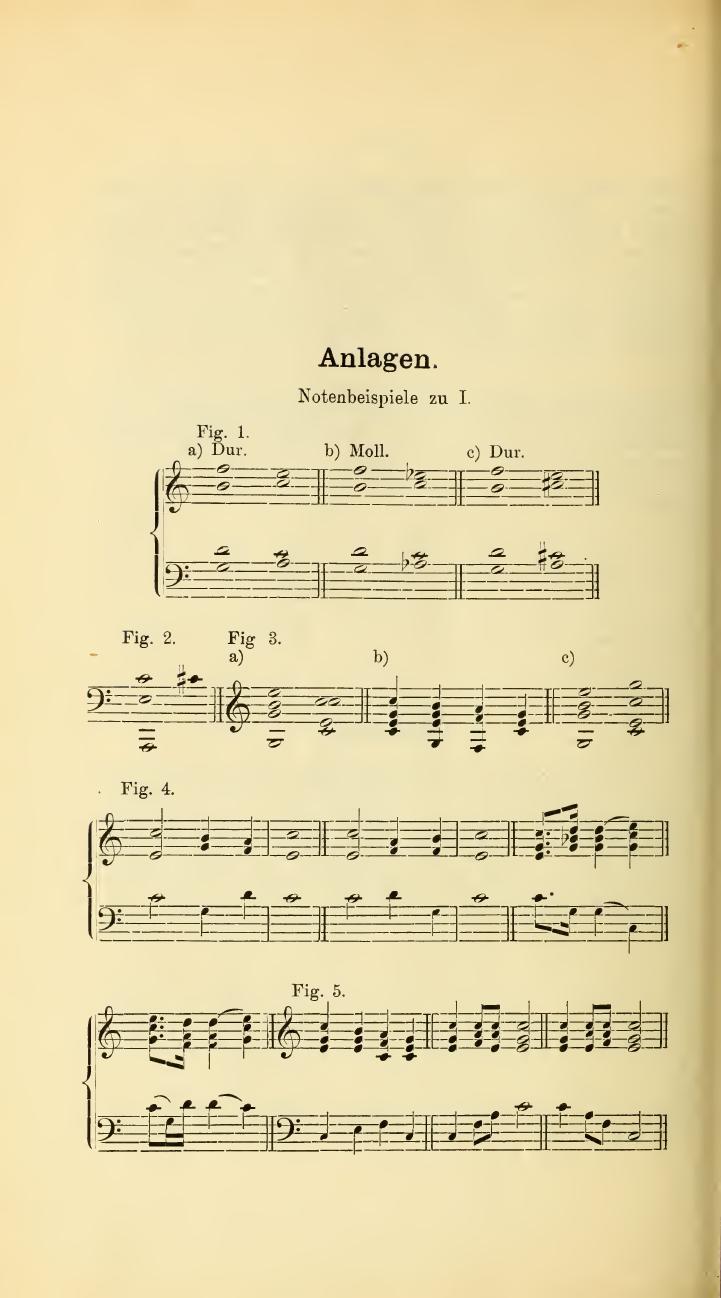 Anlagen.
Notenbeispiele zu I.
Fig. 1.
a) Dur. b) Moll. c) Dur.
Fig. 2. Fig 3.
a) b) c)
Fig. 4.
Fig. 5.